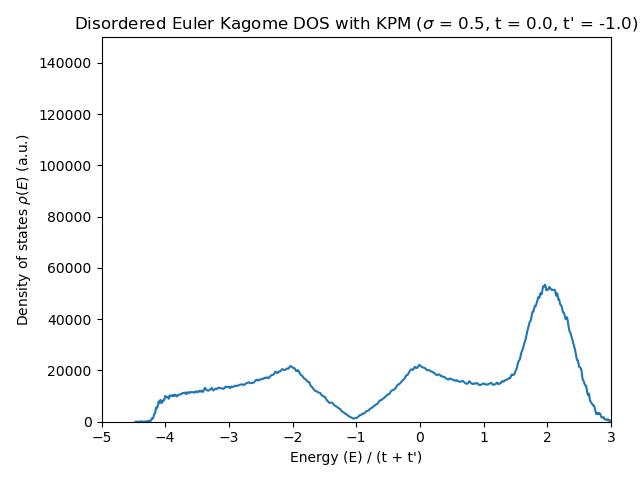 Disordered Euler Kagome DOS with KPM (σ = 0.5, t = 0.0, t' = -1.0)
140000
120000
100000
80000
60000
40000
20000
0
Density of states ρ(E) (a.u.)
−5 −4 −3 −2 −1 0 1 2 3
Energy (E) / (t + t')